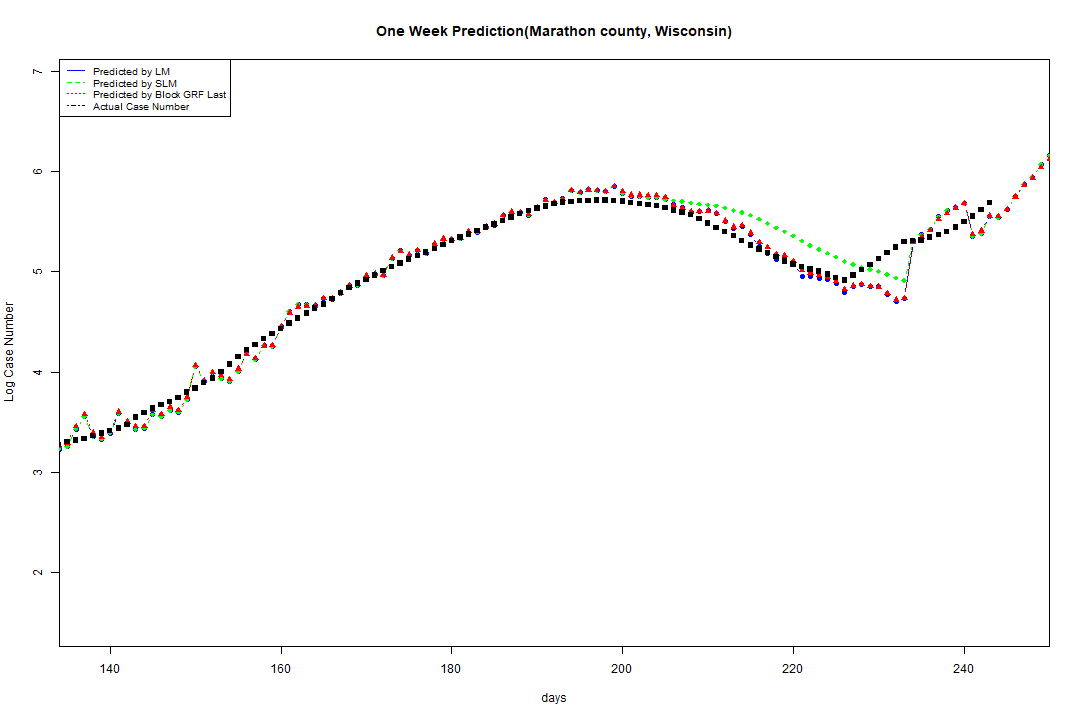 One Week Prediction(Marathon county, Wisconsin)
7
Predicted by LM
Predicted by SLM
Predicted by Block GRF Last
Actual Case Number
6
5
4
3
2
Log Case Number
140
160
180
200
220
240
days